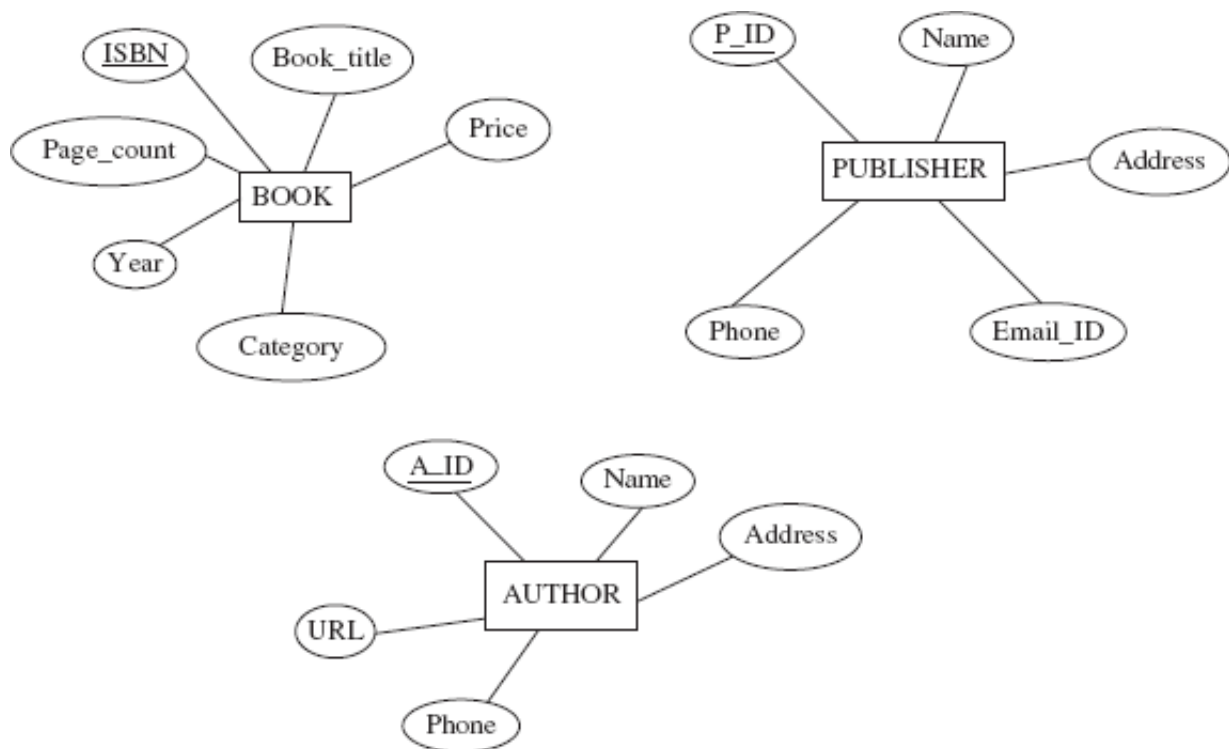 ISBN
Book_title
Price
Page_count
BOOK
Year
Category
P_ID
Name
Address
PUBLISHER
Phone
Email_ID
A_ID
Name
Address
AUTHOR
URL
Phone